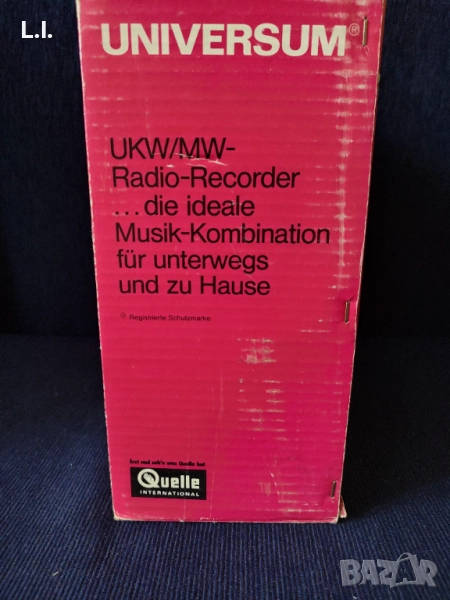 L.I.
UNIVERSUM®
UKW/MW-
Radio-Recorder
...die ideale
Musik-Kombination
für unterwegs
und zu Hause
® Registrierte Schutzmarke
Erst mal seh'n was Quelle hat
Quelle
INTERNATIONAL
BAZAR